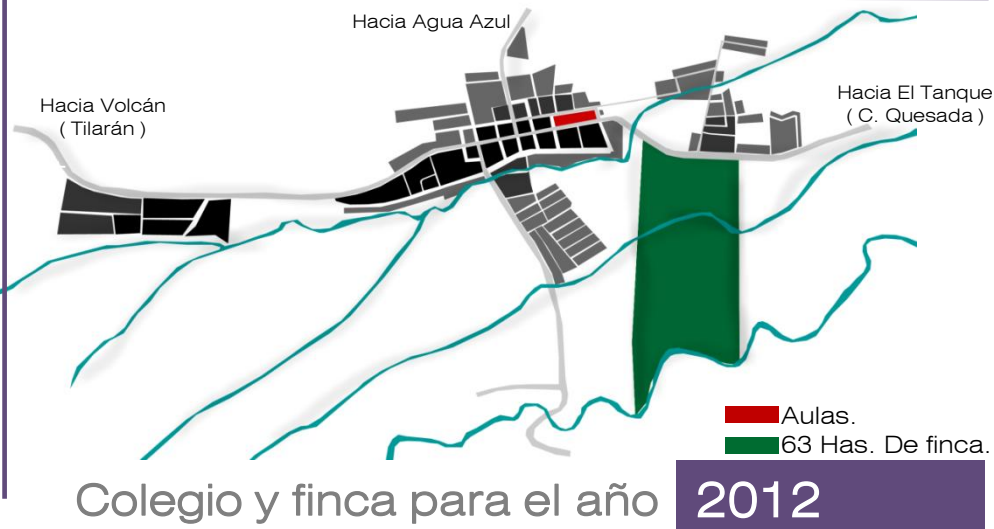 Hacia Agua Azul
Hacia Volcán
( Tilarán )
Hacia El Tanque
( C. Quesada )
Aulas.
63 Has. De finca.
Colegio y finca para el año 2012